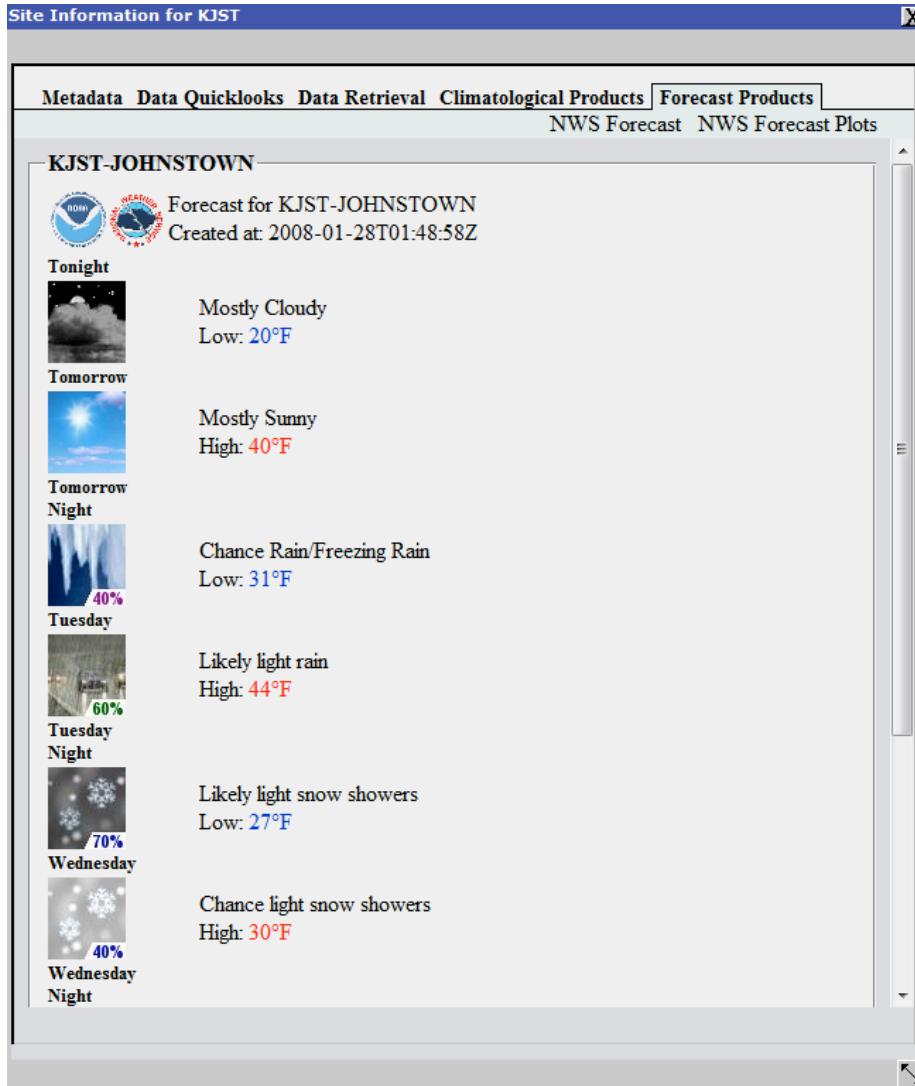 Site Information for KJST
X
Metadata Data Quicklooks Data Retrieval Climatological Products Forecast Products
NWS Forecast NWS Forecast Plots
KJST-JOHNSTOWN
NOAA
NATIONAL WEATHER SERVICE
Forecast for KJST-JOHNSTOWN
Created at: 2008-01-28T01:48:58Z
Tonight
Mostly Cloudy
Low: 20°F
Tomorrow
Mostly Sunny
High: 40°F
Tomorrow
Night
Chance Rain/Freezing Rain
Low: 31°F
40%
Tuesday
Likely light rain
High: 44°F
60%
Tuesday
Night
Likely light snow showers
Low: 27°F
70%
Wednesday
Chance light snow showers
High: 30°F
40%
Wednesday
Night